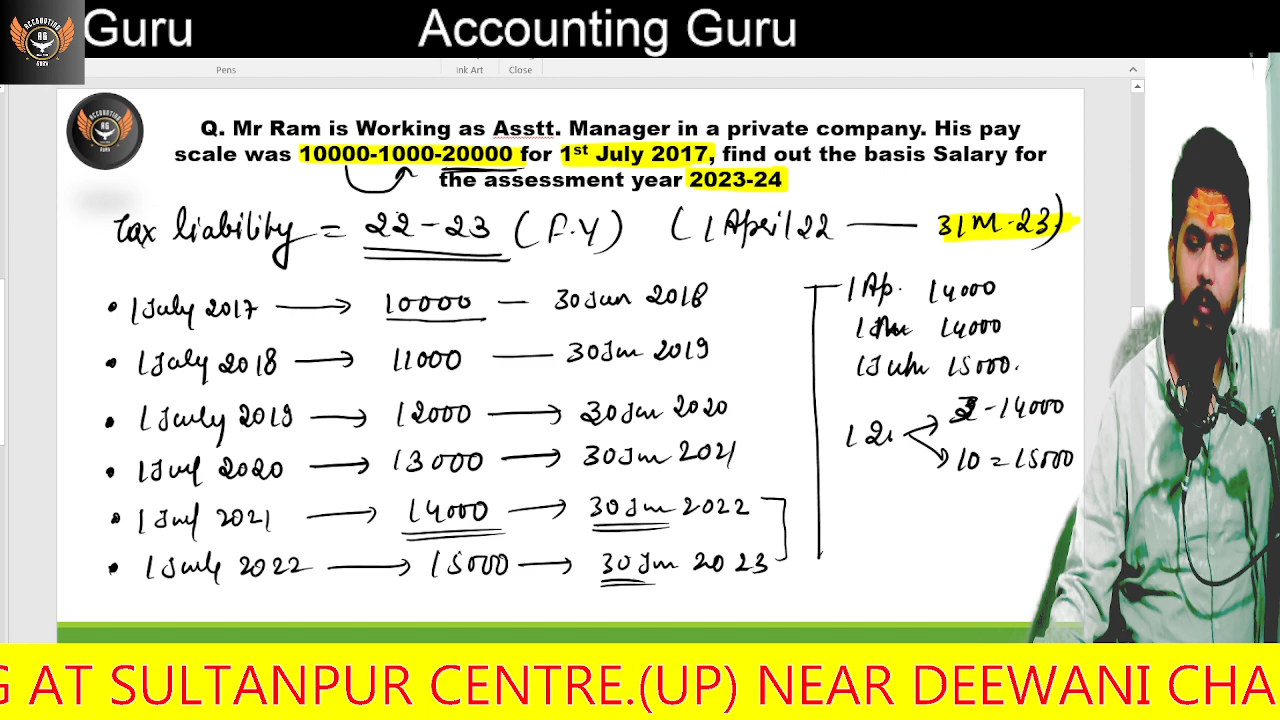 Guru Accounting Guru
Pens Ink Art Close
Q. Mr Ram is Working as Asstt. Manager in a private company. His pay
scale was 10000-1000-20000 for 1st July 2017, find out the basis Salary for
the assessment year 2023-24
Tax liability = 22-23 (F.Y) (1 April 22 — 31 M-23)
• 1 July 2017 → 10000 — 30 Jun 2018
• 1 July 2018 → 11000 — 30 Jun 2019
• 1 July 2019 → 12000 → 30 Jun 2020
• 1 Jul 2020 → 13000 → 30 Jun 2021
• 1 Jul 2021 → 14000 → 30 Jun 2022
• 1 July 2022 → 15000 → 30 Jun 2023
1 Ap. 14000
14000
15000.
- 14000
10 = 15000
G AT SULTANPUR CENTRE.(UP) NEAR DEEWANI CHA